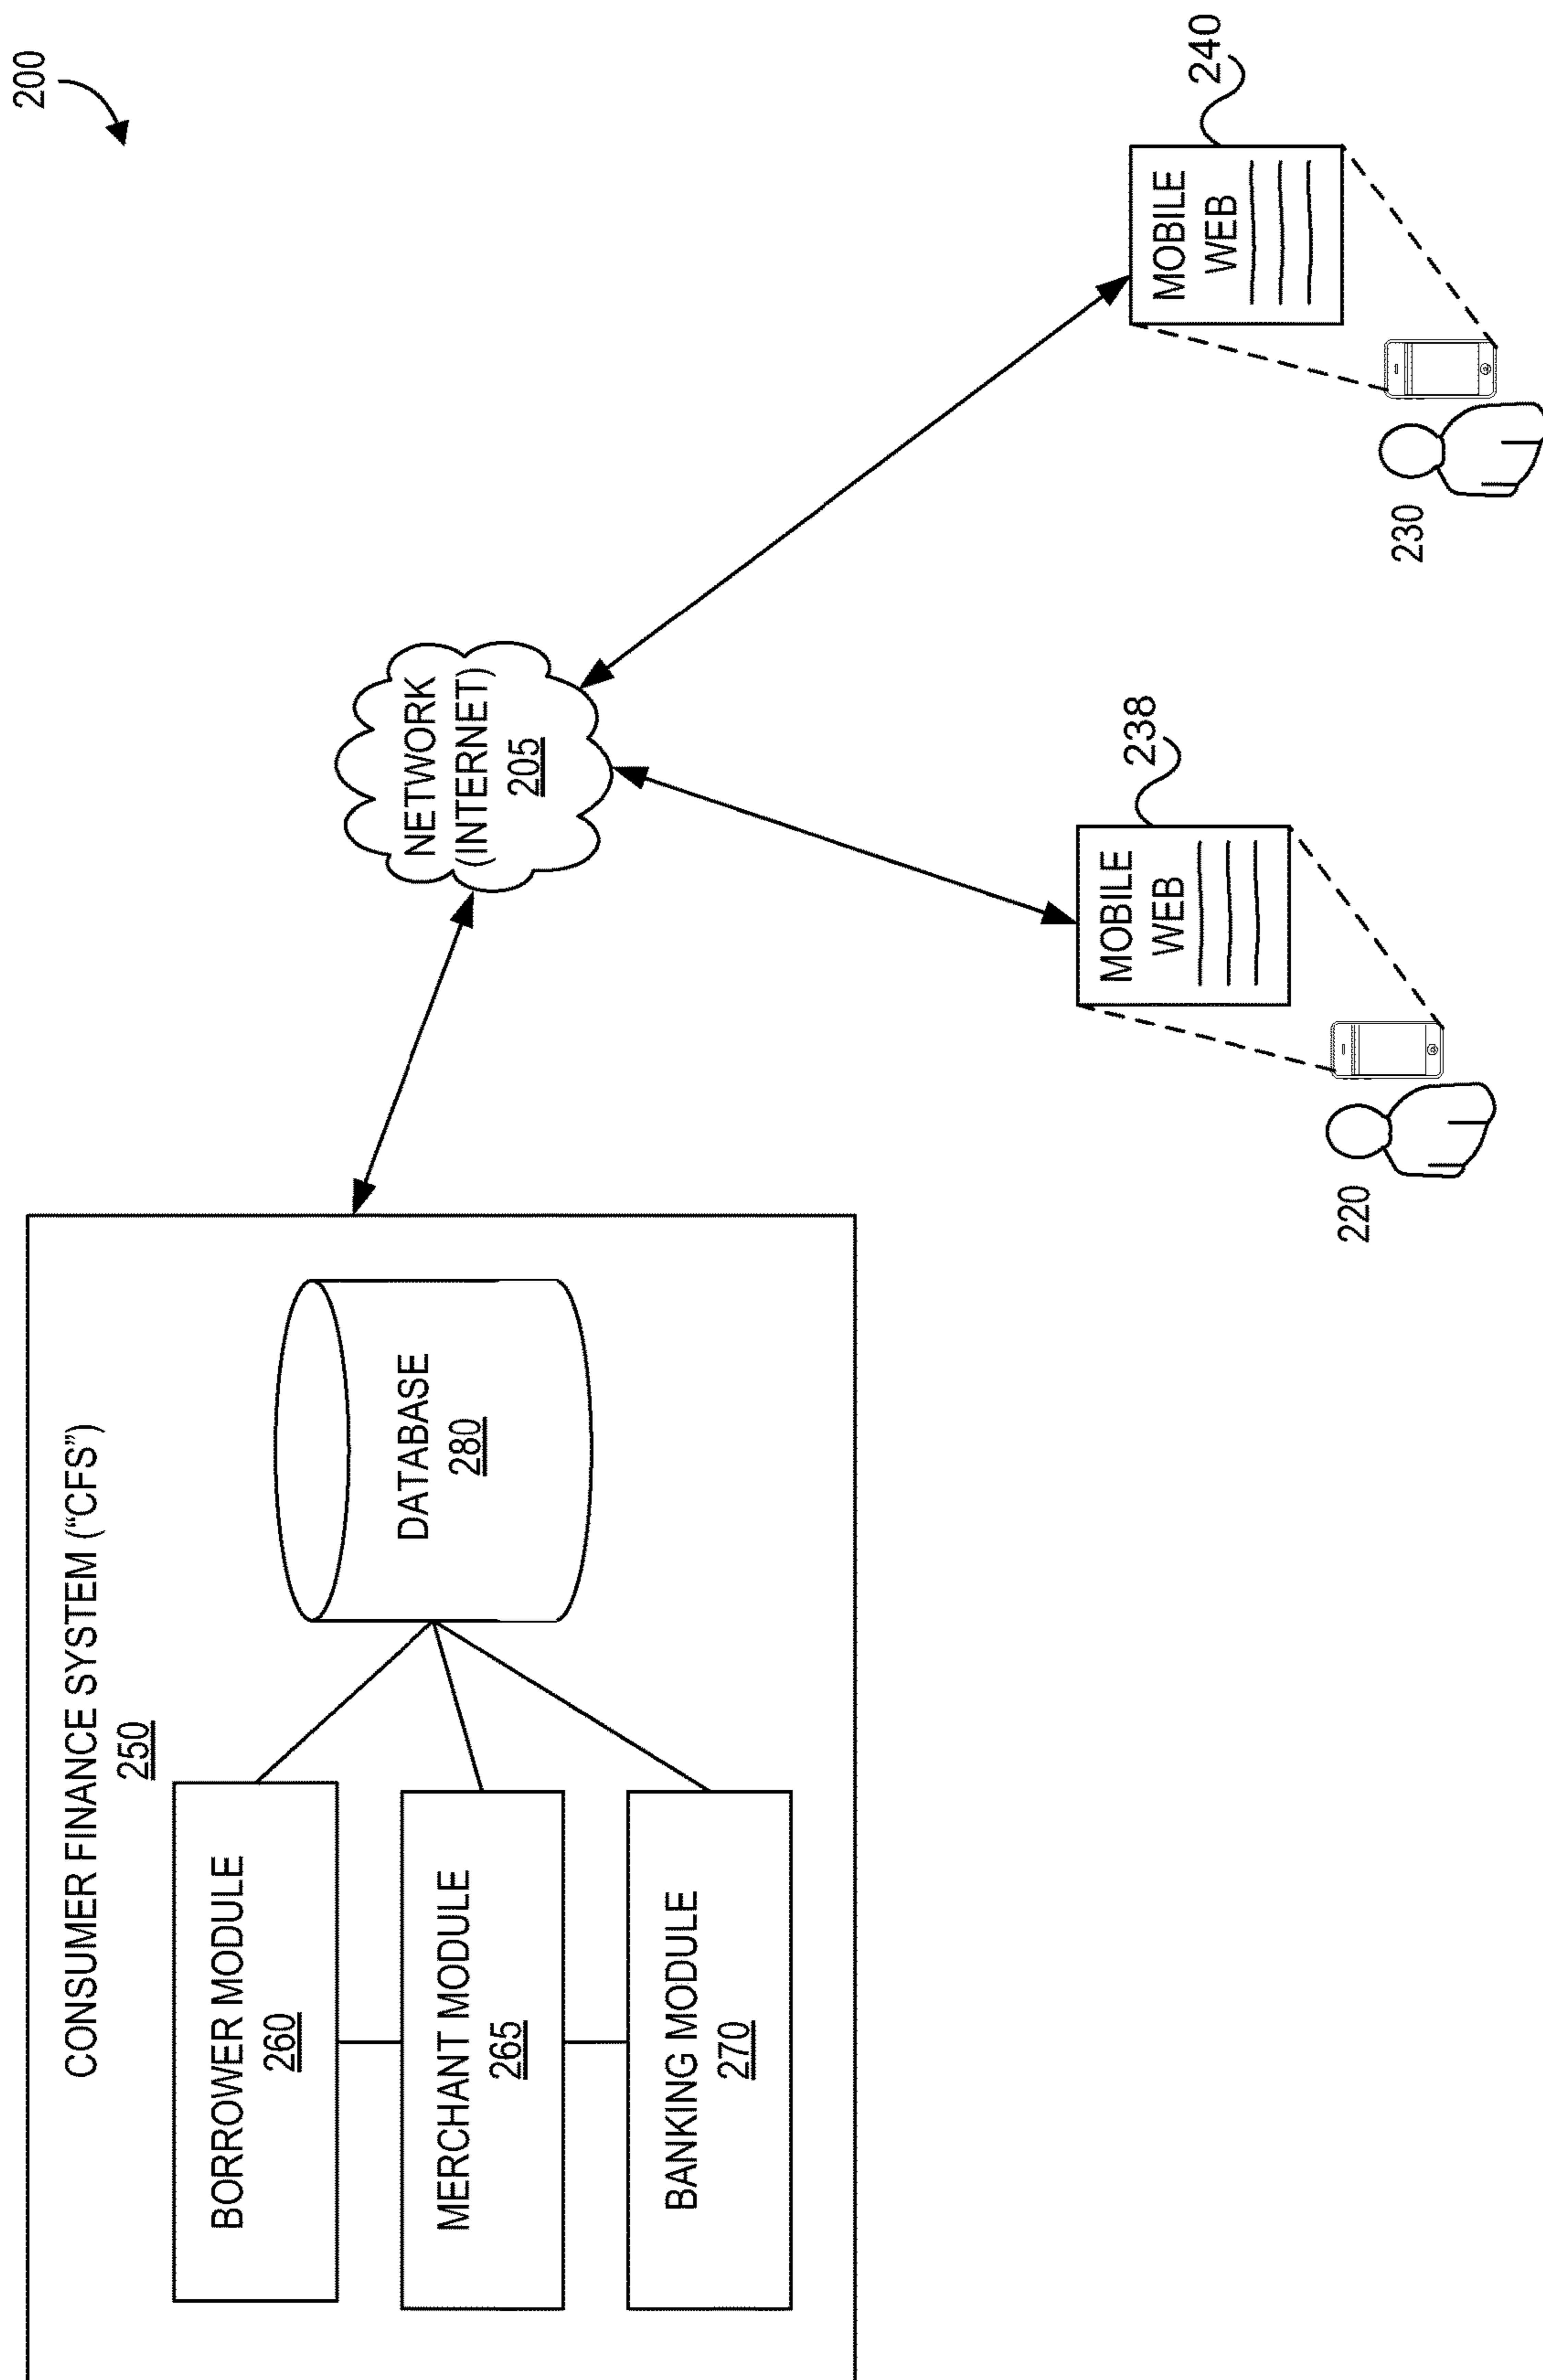 200
CONSUMER FINANCE SYSTEM (“CFS”)
250
BORROWER MODULE
260
MERCHANT MODULE
265
BANKING MODULE
270
DATABASE
280
NETWORK
(INTERNET)
205
MOBILE
WEB
238
220
MOBILE
WEB
240
230